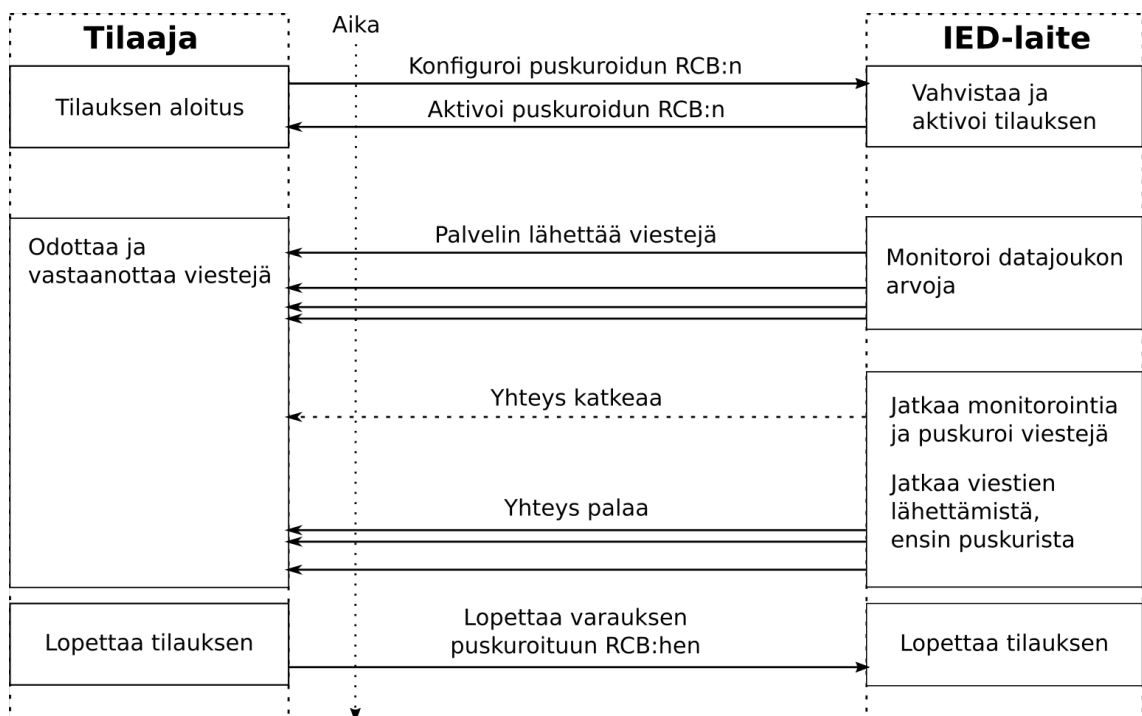 Tilaaja
Aika
IED-laite
Tilauksen aloitus
Konfiguroi puskuroidun RCB:n
Aktivoi puskuroidun RCB:n
Vahvistaa ja
aktivoi tilauksen
Odottaa ja
vastaanottaa viestejä
Palvelin lähettää viestejä
Monitoroi datajoukon
arvoja
Yhteys katkeaa
Jatkaa monitorointia
ja puskuroi viestejä
Yhteys palaa
Jatkaa viestien
lähettämistä,
ensin puskurista
Lopettaa tilauksen
Lopettaa varauksen
puskuroituun RCB:hen
Lopettaa tilauksen